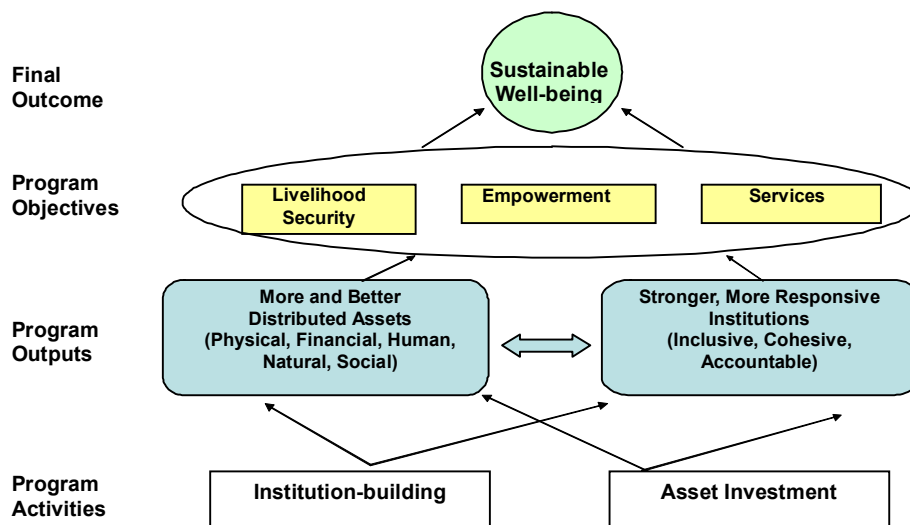 Final
Outcome
Sustainable
Well-being
Program
Objectives
Livelihood
Security
Empowerment
Services
Program
Outputs
More and Better
Distributed Assets
(Physical, Financial, Human,
Natural, Social)
Stronger, More Responsive
Institutions
(Inclusive, Cohesive,
Accountable)
Program
Activities
Institution-building
Asset Investment